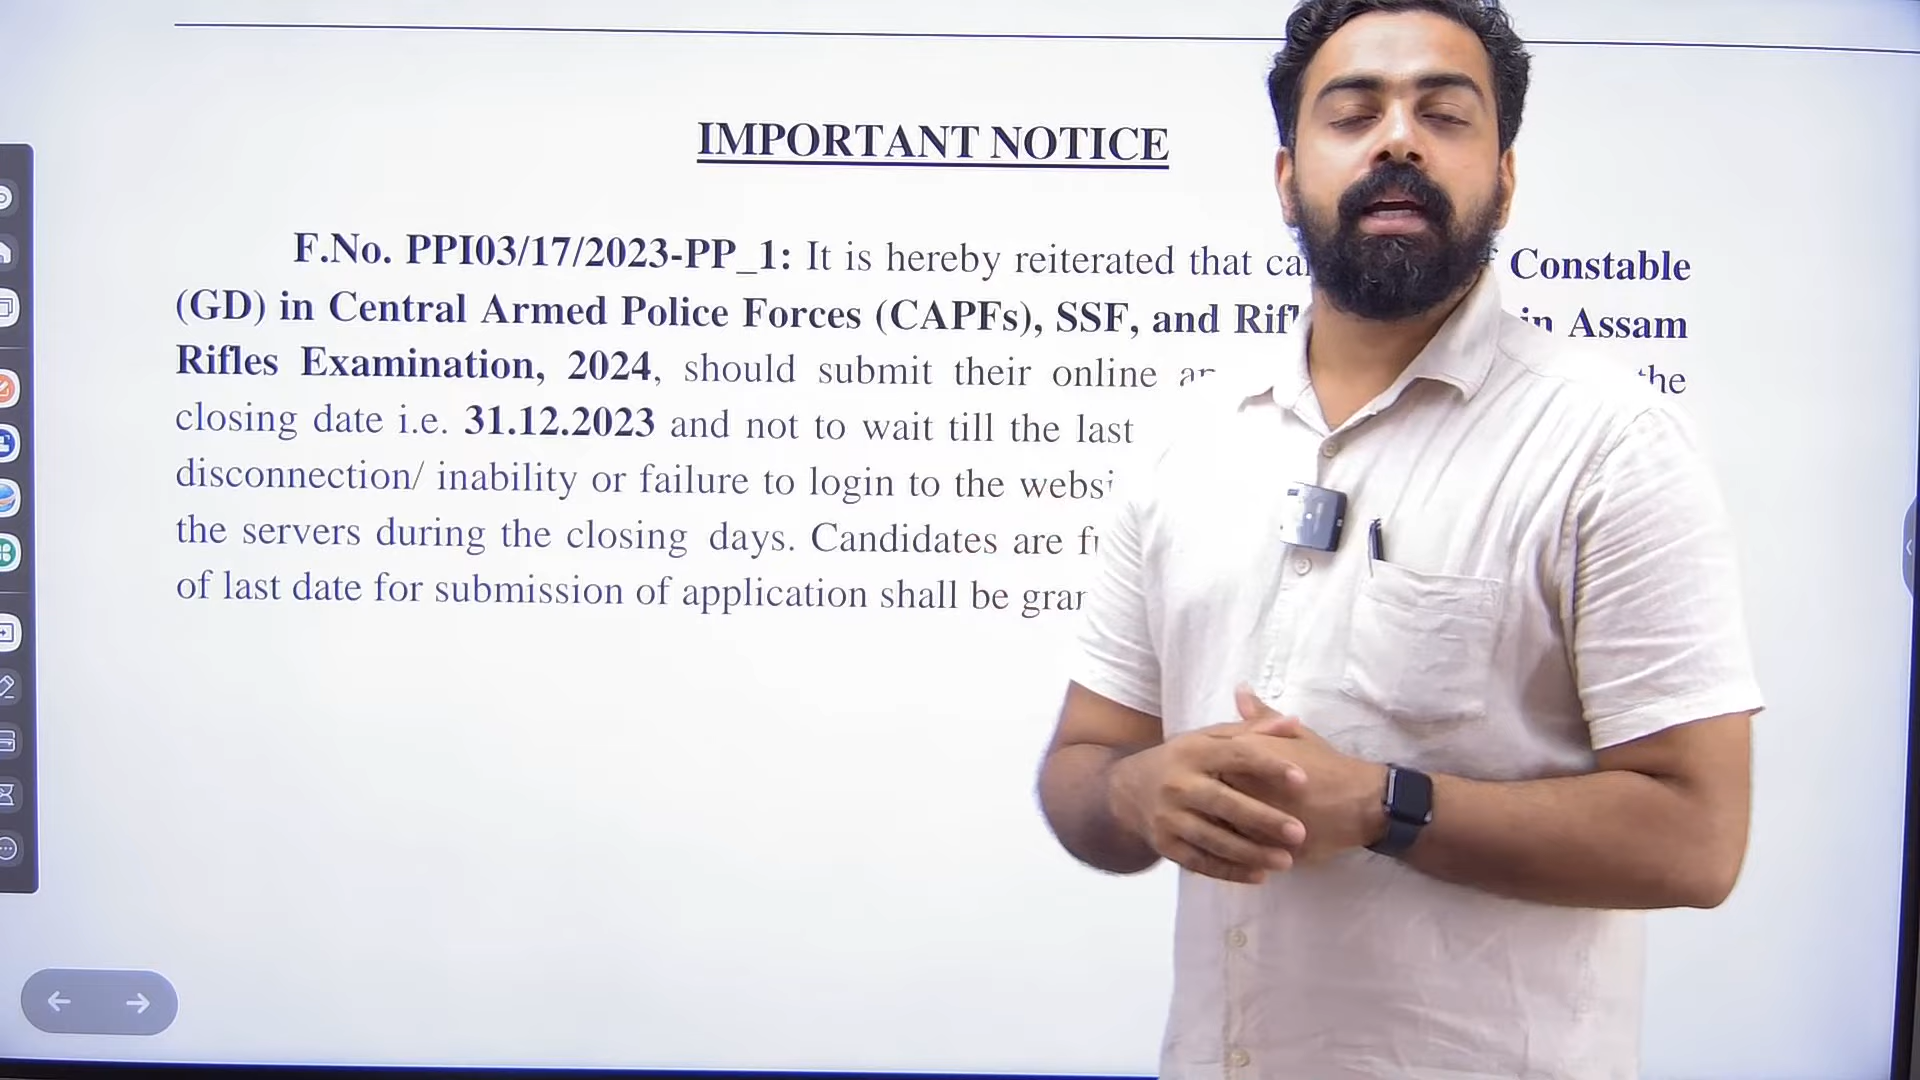 IMPORTANT NOTICE
F.No. PPI03/17/2023-PP_1: It is hereby reiterated that Constable
(GD) in Central Armed Police Forces (CAPFs), SSF, and in Assam
Rifles Examination, 2024, should submit their online the
closing date i.e. 31.12.2023 and not to wait till the last
disconnection/ inability or failure to login to the
the servers during the closing days. Candidates are
of last date for submission of application shall be